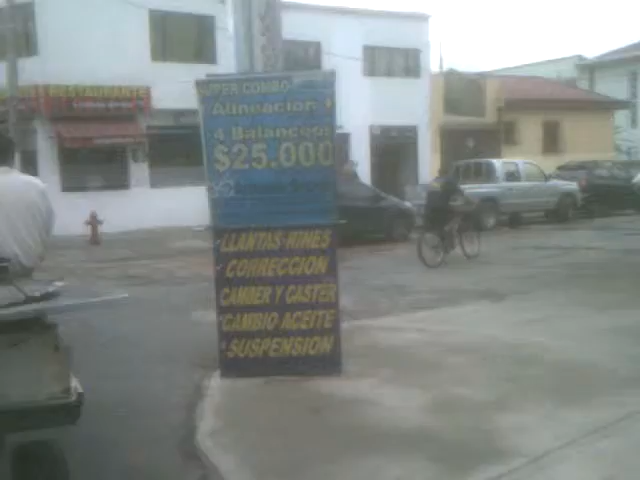 RESTAURANTE
SUPER COMBO
Alineación +
4 Balanceos
$25.000
LLANTAS-RINES
CORRECCION
CAMBER Y CASTER
CAMBIO ACEITE
SUSPENSION